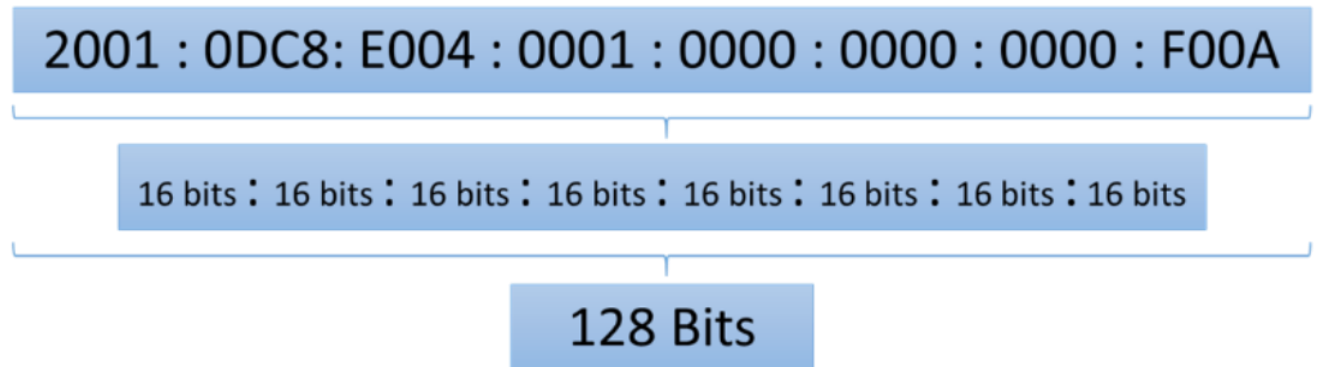 2001 : 0DC8: E004 : 0001 : 0000 : 0000 : 0000 : F00A
16 bits : 16 bits : 16 bits : 16 bits : 16 bits : 16 bits : 16 bits : 16 bits
128 Bits